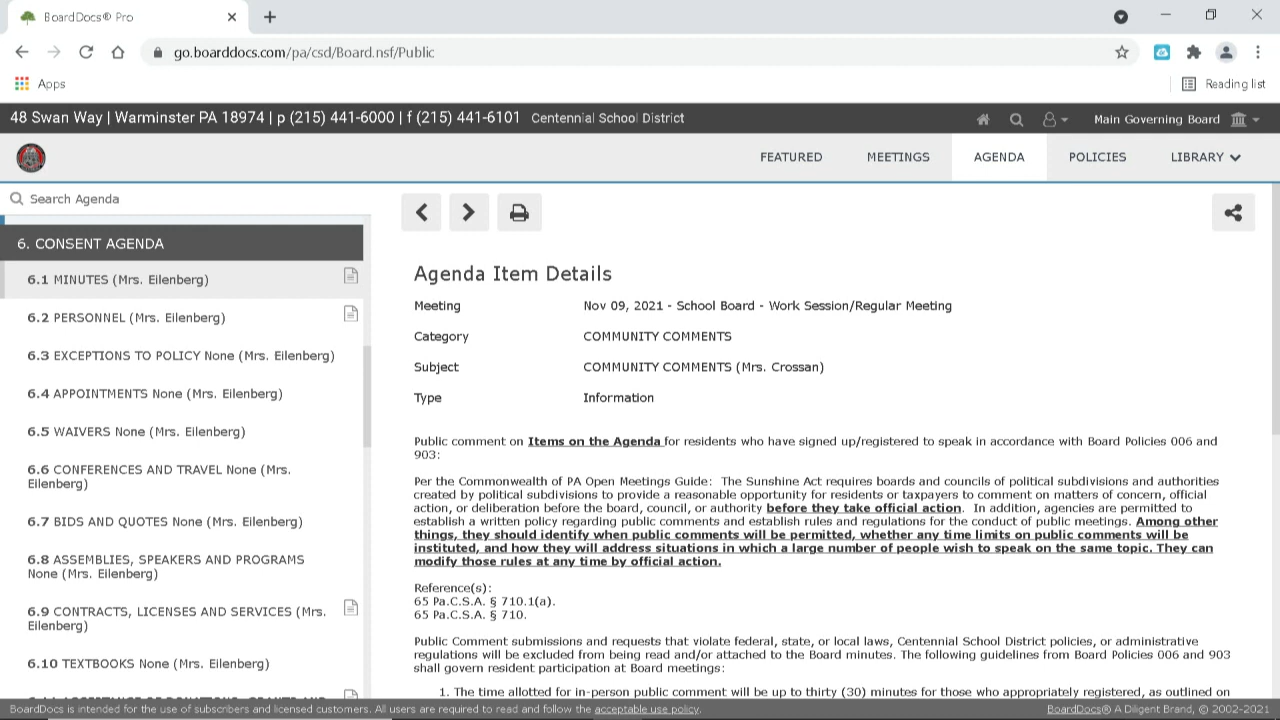 BoardDocs® Pro
go.boarddocs.com/pa/csd/Board.nsf/Public
Apps
Reading list
48 Swan Way | Warminster PA 18974 | p (215) 441-6000 | f (215) 441-6101 Centennial School District
Main Governing Board
FEATURED MEETINGS AGENDA POLICIES LIBRARY
Search Agenda
6. CONSENT AGENDA
6.1 MINUTES (Mrs. Eilenberg)
6.2 PERSONNEL (Mrs. Eilenberg)
6.3 EXCEPTIONS TO POLICY None (Mrs. Eilenberg)
6.4 APPOINTMENTS None (Mrs. Eilenberg)
6.5 WAIVERS None (Mrs. Eilenberg)
6.6 CONFERENCES AND TRAVEL None (Mrs.
Eilenberg)
6.7 BIDS AND QUOTES None (Mrs. Eilenberg)
6.8 ASSEMBLIES, SPEAKERS AND PROGRAMS
None (Mrs. Eilenberg)
6.9 CONTRACTS, LICENSES AND SERVICES (Mrs.
Eilenberg)
6.10 TEXTBOOKS None (Mrs. Eilenberg)
Agenda Item Details
Meeting Nov 09, 2021 - School Board - Work Session/Regular Meeting
Category COMMUNITY COMMENTS
Subject COMMUNITY COMMENTS (Mrs. Crossan)
Type Information
Public comment on Items on the Agenda for residents who have signed up/registered to speak in accordance with Board Policies 006 and
903:
Per the Commonwealth of PA Open Meetings Guide: The Sunshine Act requires boards and councils of political subdivisions and authorities
created by political subdivisions to provide a reasonable opportunity for residents or taxpayers to comment on matters of concern, official
action, or deliberation before the board, council, or authority before they take official action. In addition, agencies are permitted to
establish a written policy regarding public comments and establish rules and regulations for the conduct of public meetings. Among other
things, they should identify when public comments will be permitted, whether any time limits on public comments will be
instituted, and how they will address situations in which a large number of people wish to speak on the same topic. They can
modify those rules at any time by official action.
Reference(s):
65 Pa.C.S.A. § 710.1(a).
65 Pa.C.S.A. § 710.
Public Comment submissions and requests that violate federal, state, or local laws, Centennial School District policies, or administrative
regulations will be excluded from being read and/or attached to the Board minutes. The following guidelines from Board Policies 006 and 903
shall govern resident participation at Board meetings:
1. The time allotted for in-person public comment will be up to thirty (30) minutes for those who appropriately registered, as outlined on
BoardDocs is intended for the use of subscribers and licensed customers. All users are required to read and follow the acceptable use policy.
BoardDocs® A Diligent Brand, © 2002-2021